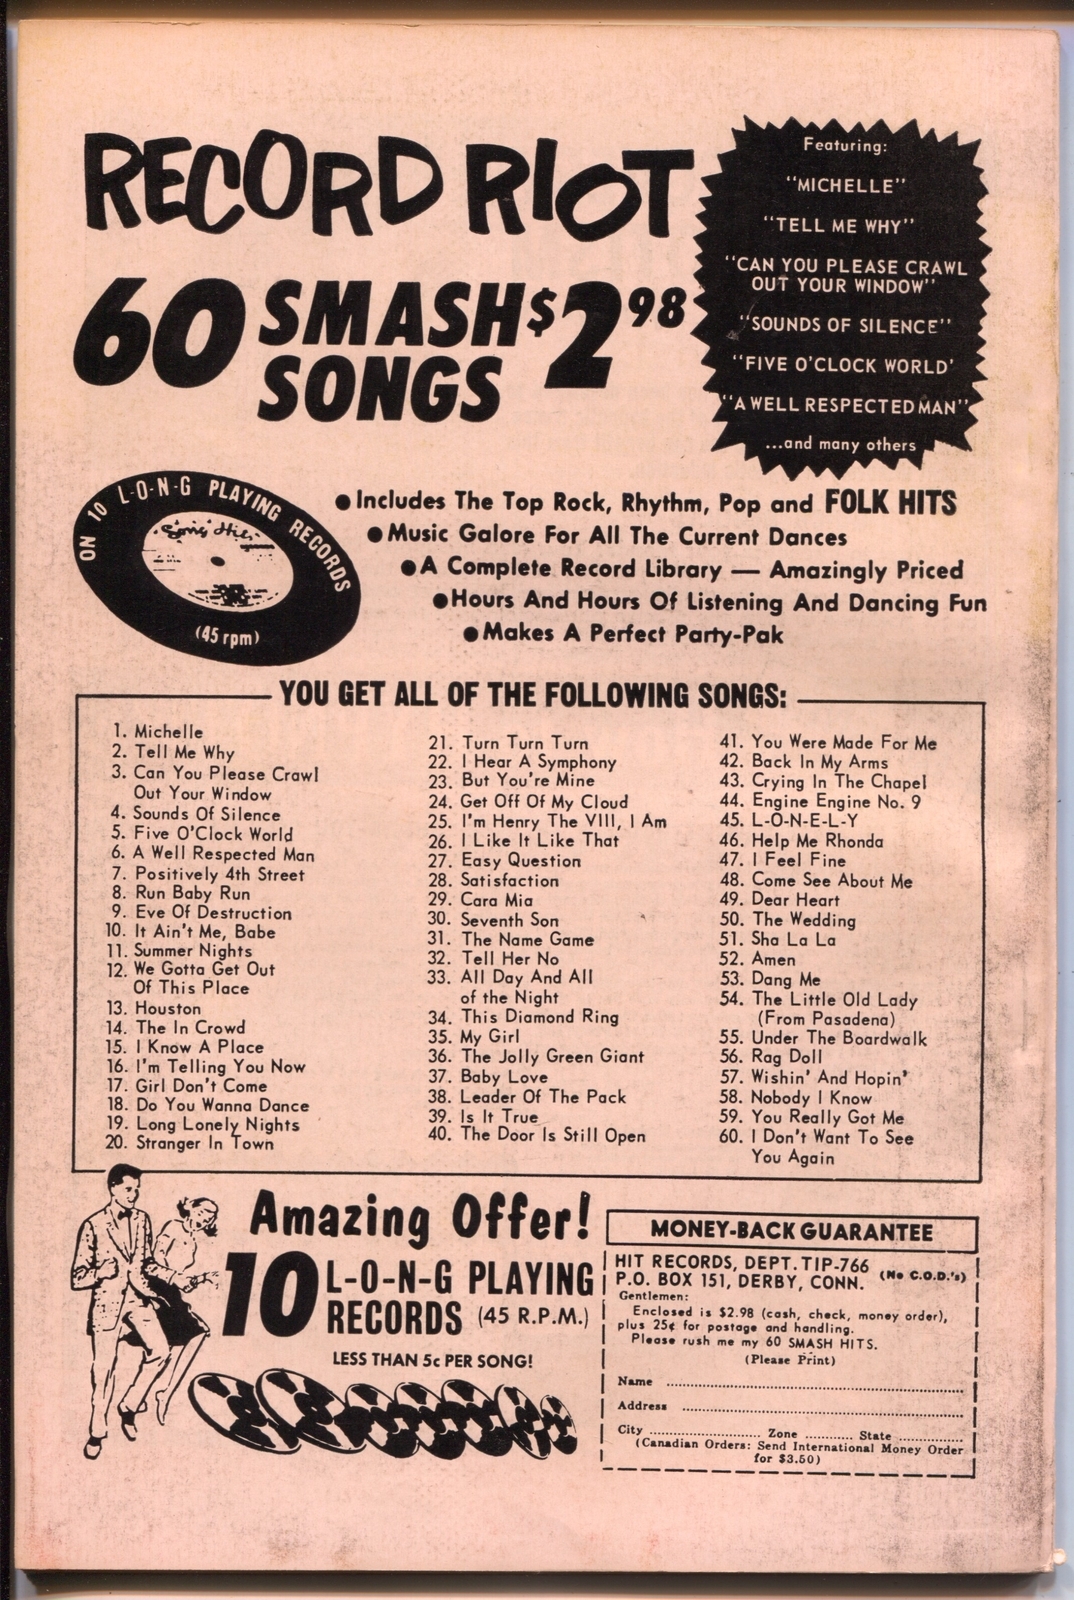 RECORD RIOT
60 SMASH SONGS $2 98
Featuring:
"MICHELLE"
"TELL ME WHY"
"CAN YOU PLEASE CRAWL
OUT YOUR WINDOW"
"SOUNDS OF SILENCE"
"FIVE O'CLOCK WORLD'
"A WELL RESPECTED MAN"
...and many others
ON 10 L-O-N-G PLAYING RECORDS
(45 rpm)
● Includes The Top Rock, Rhythm, Pop and FOLK HITS
● Music Galore For All The Current Dances
● A Complete Record Library — Amazingly Priced
● Hours And Hours Of Listening And Dancing Fun
● Makes A Perfect Party-Pak
YOU GET ALL OF THE FOLLOWING SONGS:
1. Michelle
2. Tell Me Why
3. Can You Please Crawl
Out Your Window
4. Sounds Of Silence
5. Five O'Clock World
6. A Well Respected Man
7. Positively 4th Street
8. Run Baby Run
9. Eve Of Destruction
10. It Ain't Me, Babe
11. Summer Nights
12. We Gotta Get Out
Of This Place
13. Houston
14. The In Crowd
15. I Know A Place
16. I'm Telling You Now
17. Girl Don't Come
18. Do You Wanna Dance
19. Long Lonely Nights
20. Stranger In Town
21. Turn Turn Turn
22. I Hear A Symphony
23. But You're Mine
24. Get Off Of My Cloud
25. I'm Henry The VIII, I Am
26. I Like It Like That
27. Easy Question
28. Satisfaction
29. Cara Mia
30. Seventh Son
31. The Name Game
32. Tell Her No
33. All Day And All
of the Night
34. This Diamond Ring
35. My Girl
36. The Jolly Green Giant
37. Baby Love
38. Leader Of The Pack
39. Is It True
40. The Door Is Still Open
41. You Were Made For Me
42. Back In My Arms
43. Crying In The Chapel
44. Engine Engine No. 9
45. L-O-N-E-L-Y
46. Help Me Rhonda
47. I Feel Fine
48. Come See About Me
49. Dear Heart
50. The Wedding
51. Sha La La
52. Amen
53. Dang Me
54. The Little Old Lady
(From Pasadena)
55. Under The Boardwalk
56. Rag Doll
57. Wishin' And Hopin'
58. Nobody I Know
59. You Really Got Me
60. I Don't Want To See
You Again
Amazing Offer!
10 L-O-N-G PLAYING
RECORDS (45 R.P.M.)
LESS THAN 5c PER SONG!
MONEY-BACK GUARANTEE
HIT RECORDS, DEPT. TIP-766
P.O. BOX 151, DERBY, CONN. (No C.O.D.'s)
Gentlemen:
Enclosed is $2.98 (cash, check, money order),
plus 25¢ for postage and handling.
Please rush me my 60 SMASH HITS.
(Please Print)
Name
Address
City Zone State
(Canadian Orders: Send International Money Order
for $3.50)